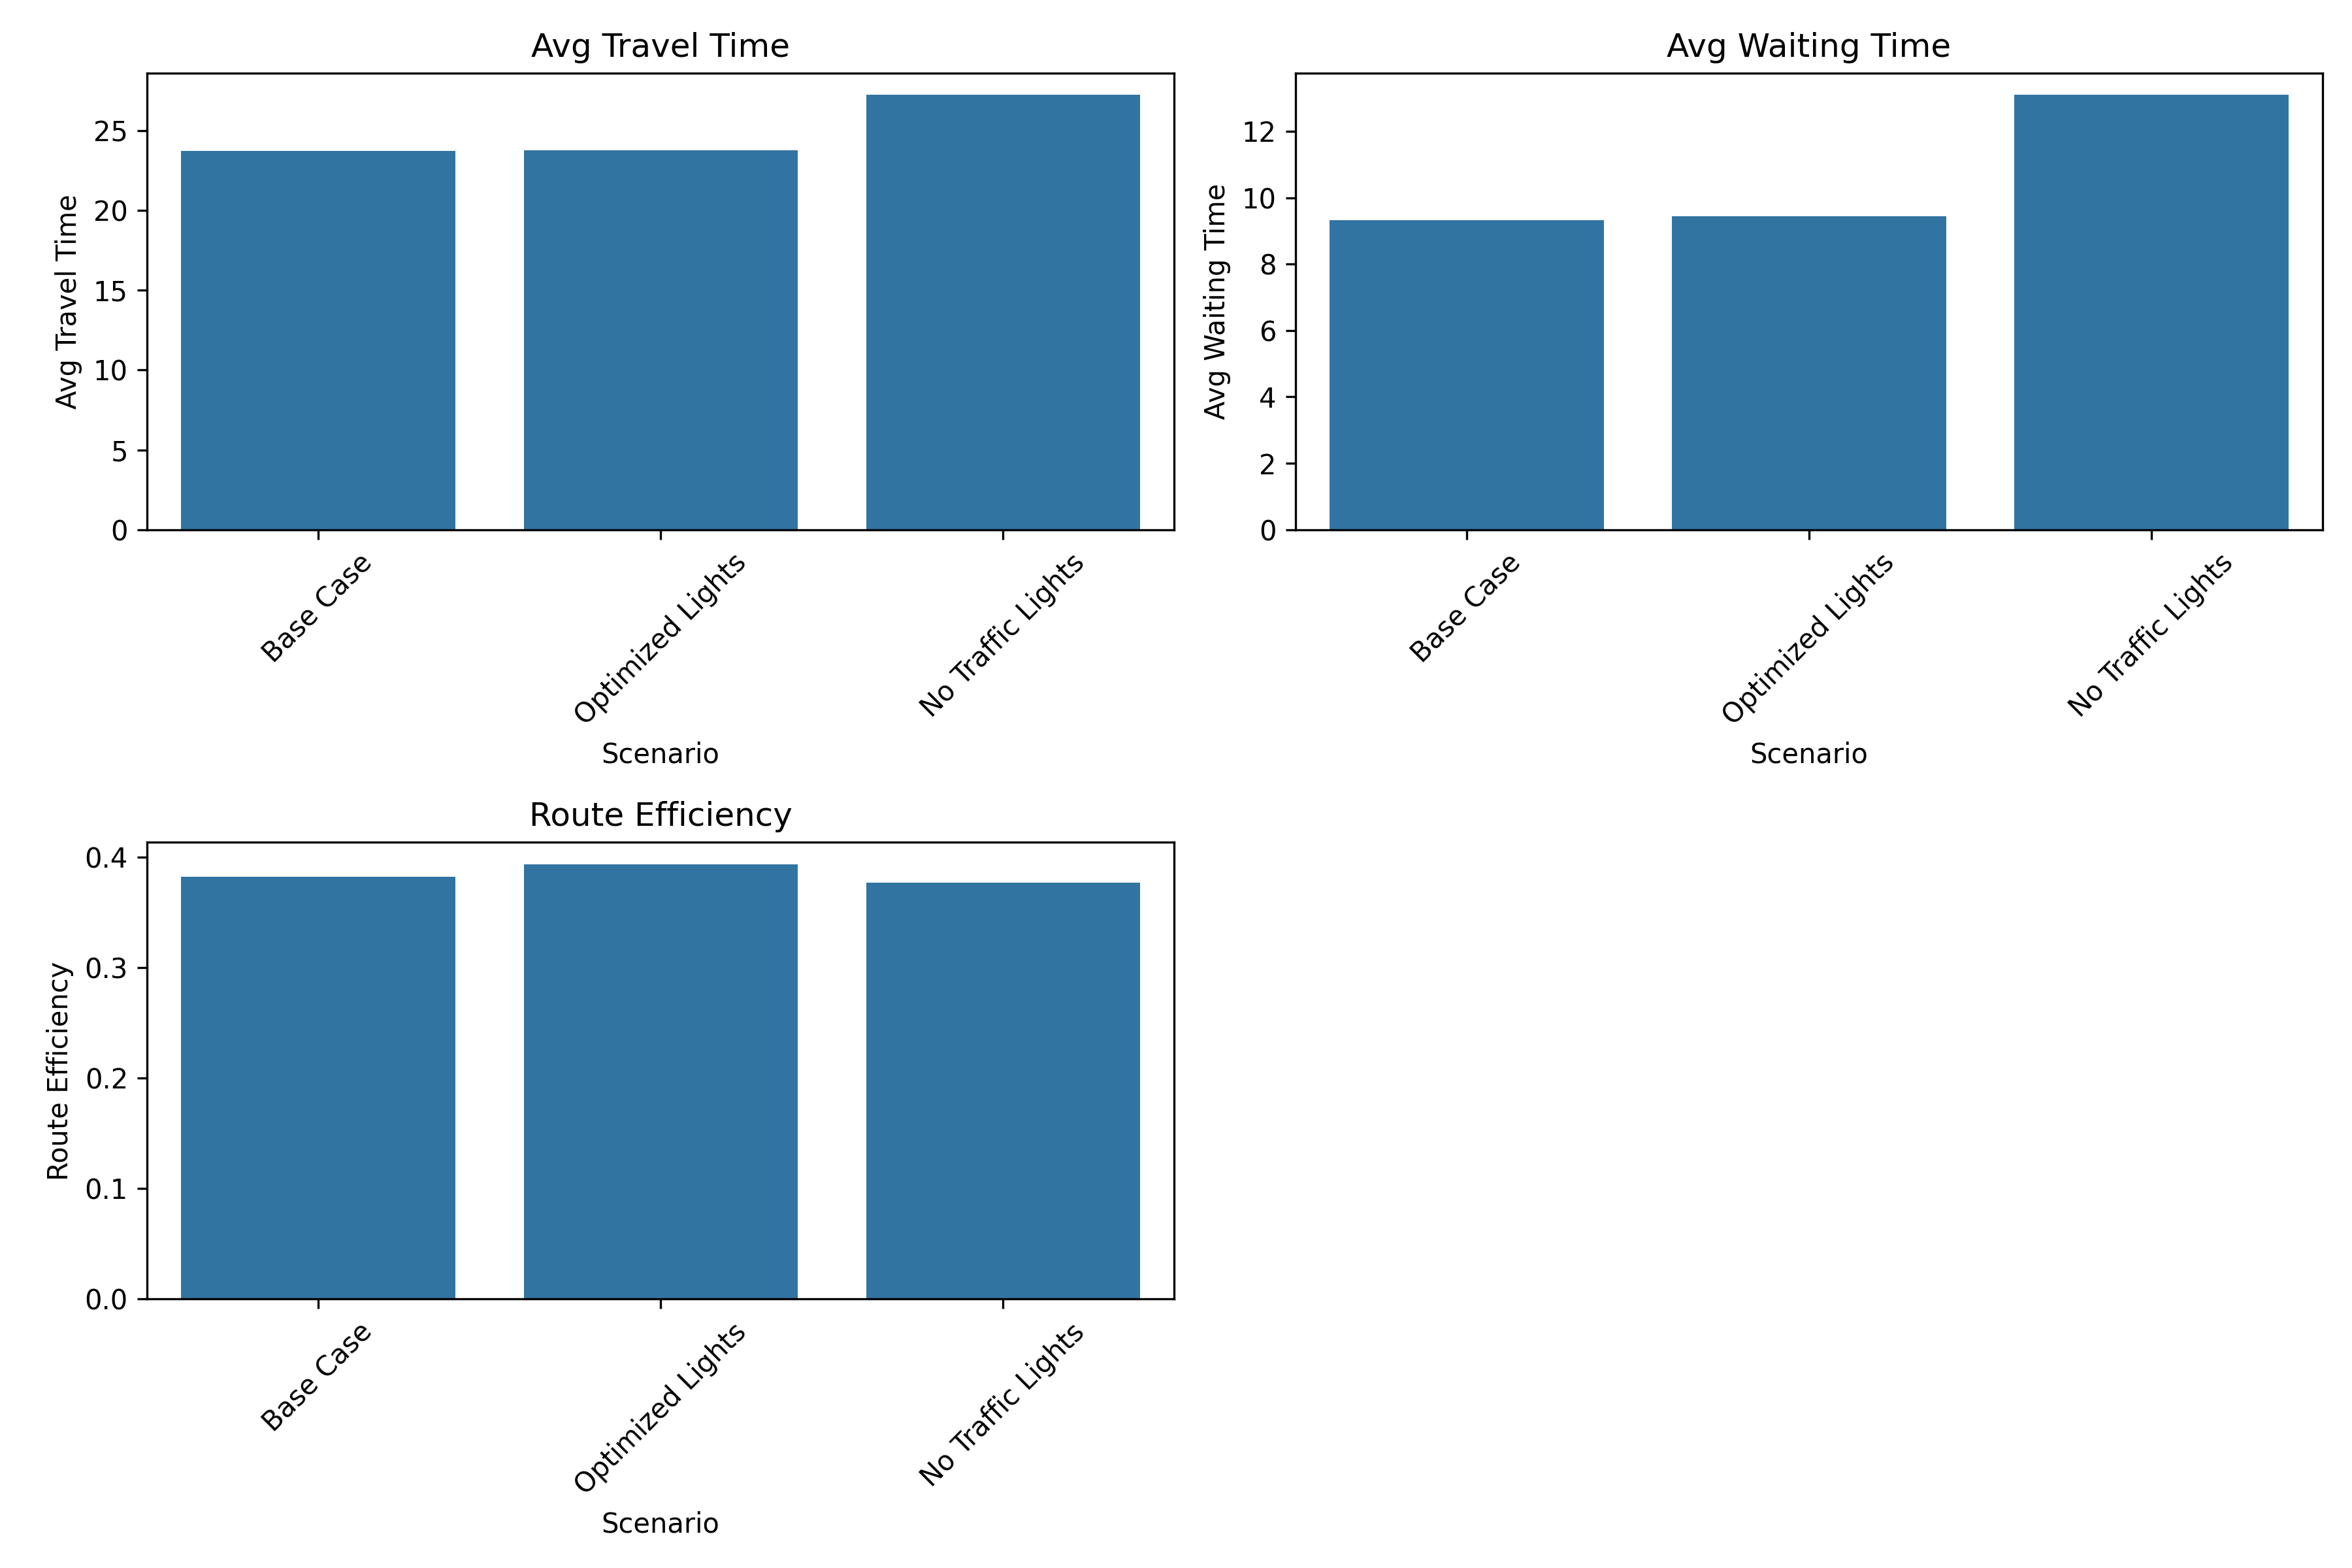 Avg Travel Time
Avg Travel Time
25
20
15
10
5
0
Base Case
Optimized Lights
No Traffic Lights
Scenario
Avg Waiting Time
Avg Waiting Time
12
10
8
6
4
2
0
Base Case
Optimized Lights
No Traffic Lights
Scenario
Route Efficiency
Route Efficiency
0.4
0.3
0.2
0.1
0.0
Base Case
Optimized Lights
No Traffic Lights
Scenario